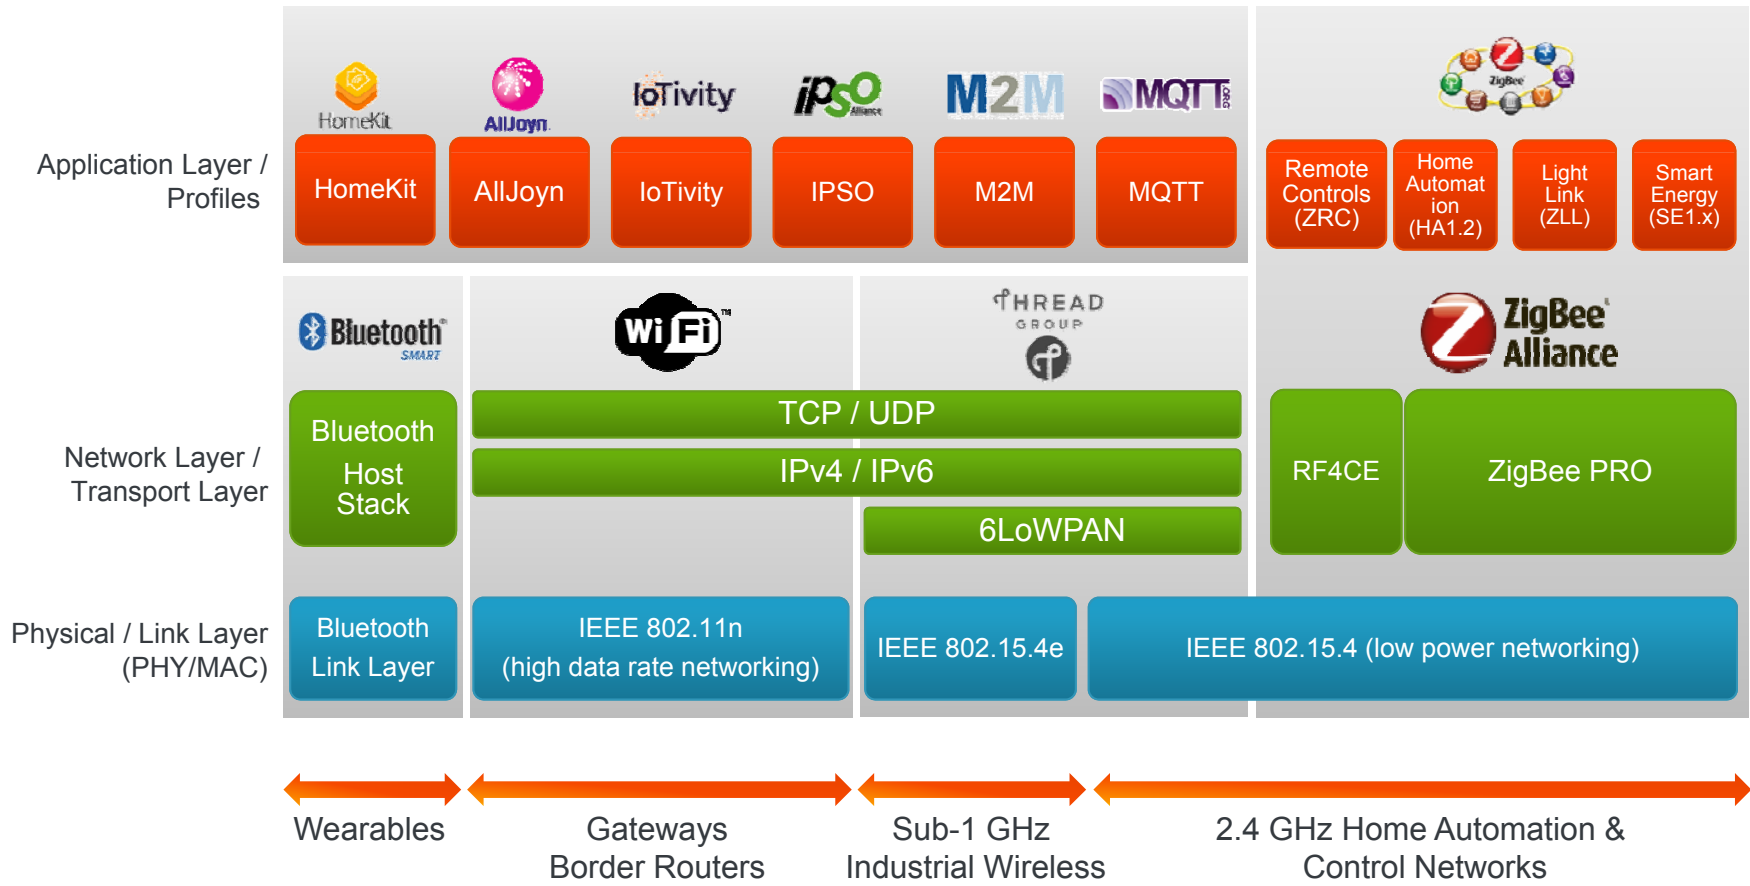 HomeKit
AllJoyn.
IoTivity
iPSO
Alliance
M2M
MQTT
.ORG
ZigBee
Application Layer /
Profiles
HomeKit
AllJoyn
IoTivity
IPSO
M2M
MQTT
Remote
Controls
(ZRC)
Home
Automat
ion
(HA1.2)
Light
Link
(ZLL)
Smart
Energy
(SE1.x)
Bluetooth
SMART
WiFi™
THREAD
GROUP
ZigBee
Alliance
Network Layer /
Transport Layer
Bluetooth
Host
Stack
TCP / UDP
IPv4 / IPv6
6LoWPAN
RF4CE
ZigBee PRO
Physical / Link Layer
(PHY/MAC)
Bluetooth
Link Layer
IEEE 802.11n
(high data rate networking)
IEEE 802.15.4e
IEEE 802.15.4 (low power networking)
Wearables
Gateways
Border Routers
Sub-1 GHz
Industrial Wireless
2.4 GHz Home Automation &
Control Networks